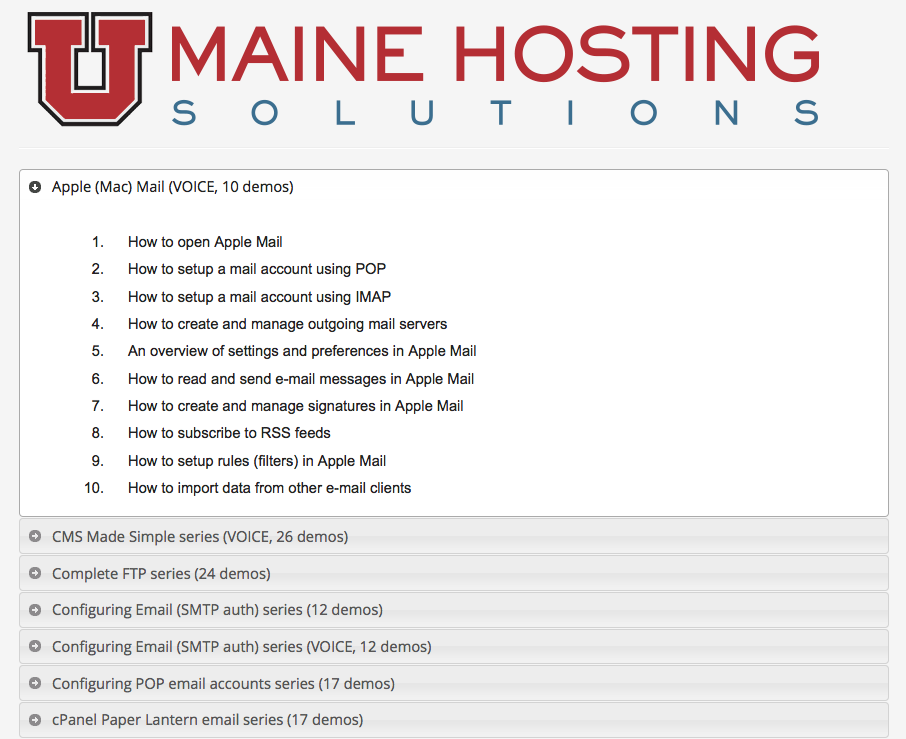 U MAINE HOSTING
SOLUTIONS
Apple (Mac) Mail (VOICE, 10 demos)
1. How to open Apple Mail
2. How to setup a mail account using POP
3. How to setup a mail account using IMAP
4. How to create and manage outgoing mail servers
5. An overview of settings and preferences in Apple Mail
6. How to read and send e-mail messages in Apple Mail
7. How to create and manage signatures in Apple Mail
8. How to subscribe to RSS feeds
9. How to setup rules (filters) in Apple Mail
10. How to import data from other e-mail clients
CMS Made Simple series (VOICE, 26 demos)
Complete FTP series (24 demos)
Configuring Email (SMTP auth) series (12 demos)
Configuring Email (SMTP auth) series (VOICE, 12 demos)
Configuring POP email accounts series (17 demos)
cPanel Paper Lantern email series (17 demos)